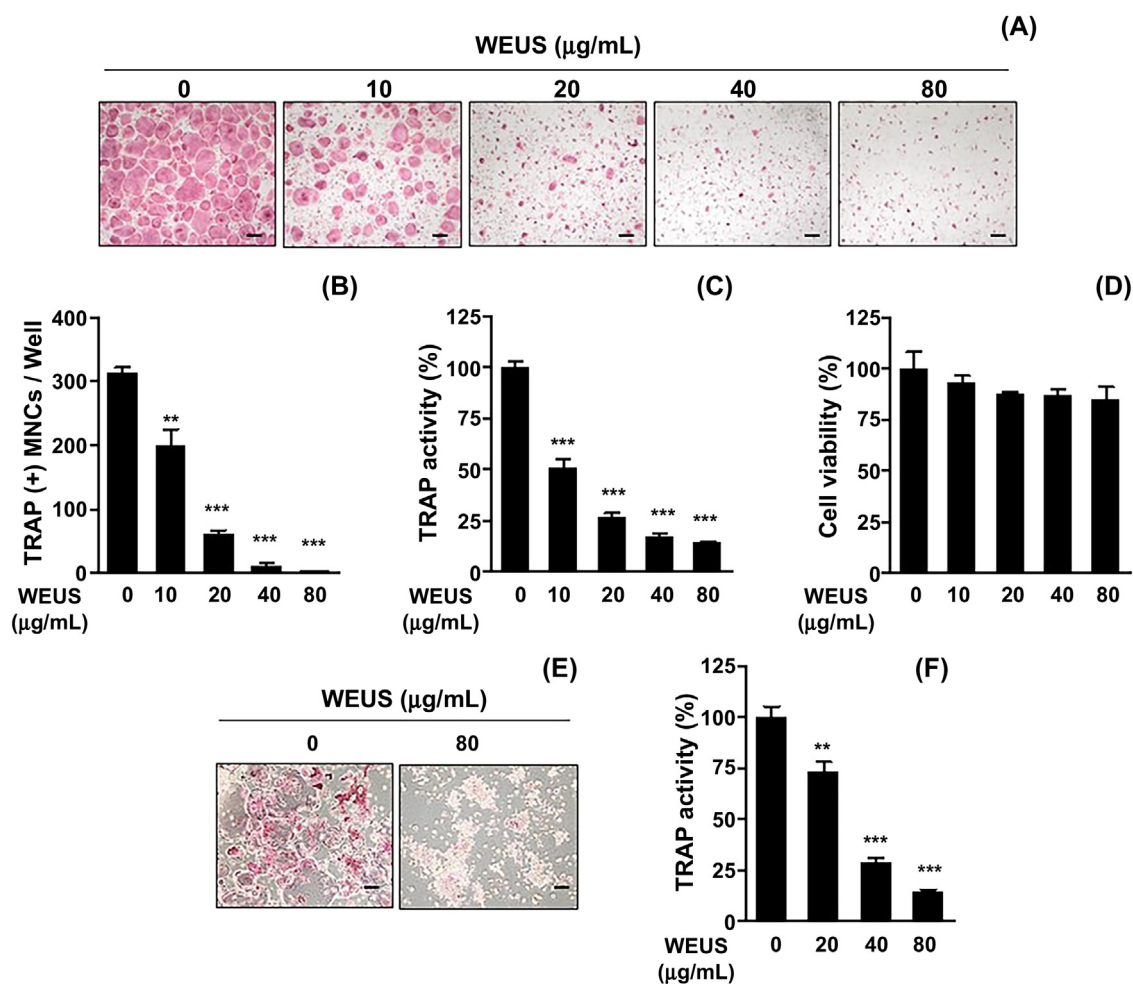 (A)
WEUS (μg/mL)
0 10 20 40 80
(B)
400
300
200
100
0
TRAP (+) MNCs / Well
**
***
***
***
WEUS 0 10 20 40 80
(μg/mL)
(C)
125
100
75
50
25
0
TRAP activity (%)
***
***
***
***
WEUS 0 10 20 40 80
(μg/mL)
(D)
125
100
75
50
25
0
Cell viability (%)
WEUS 0 10 20 40 80
(μg/mL)
(E)
WEUS (μg/mL)
0 80
(F)
125
100
75
50
25
0
TRAP activity (%)
**
***
***
WEUS 0 20 40 80
(μg/mL)